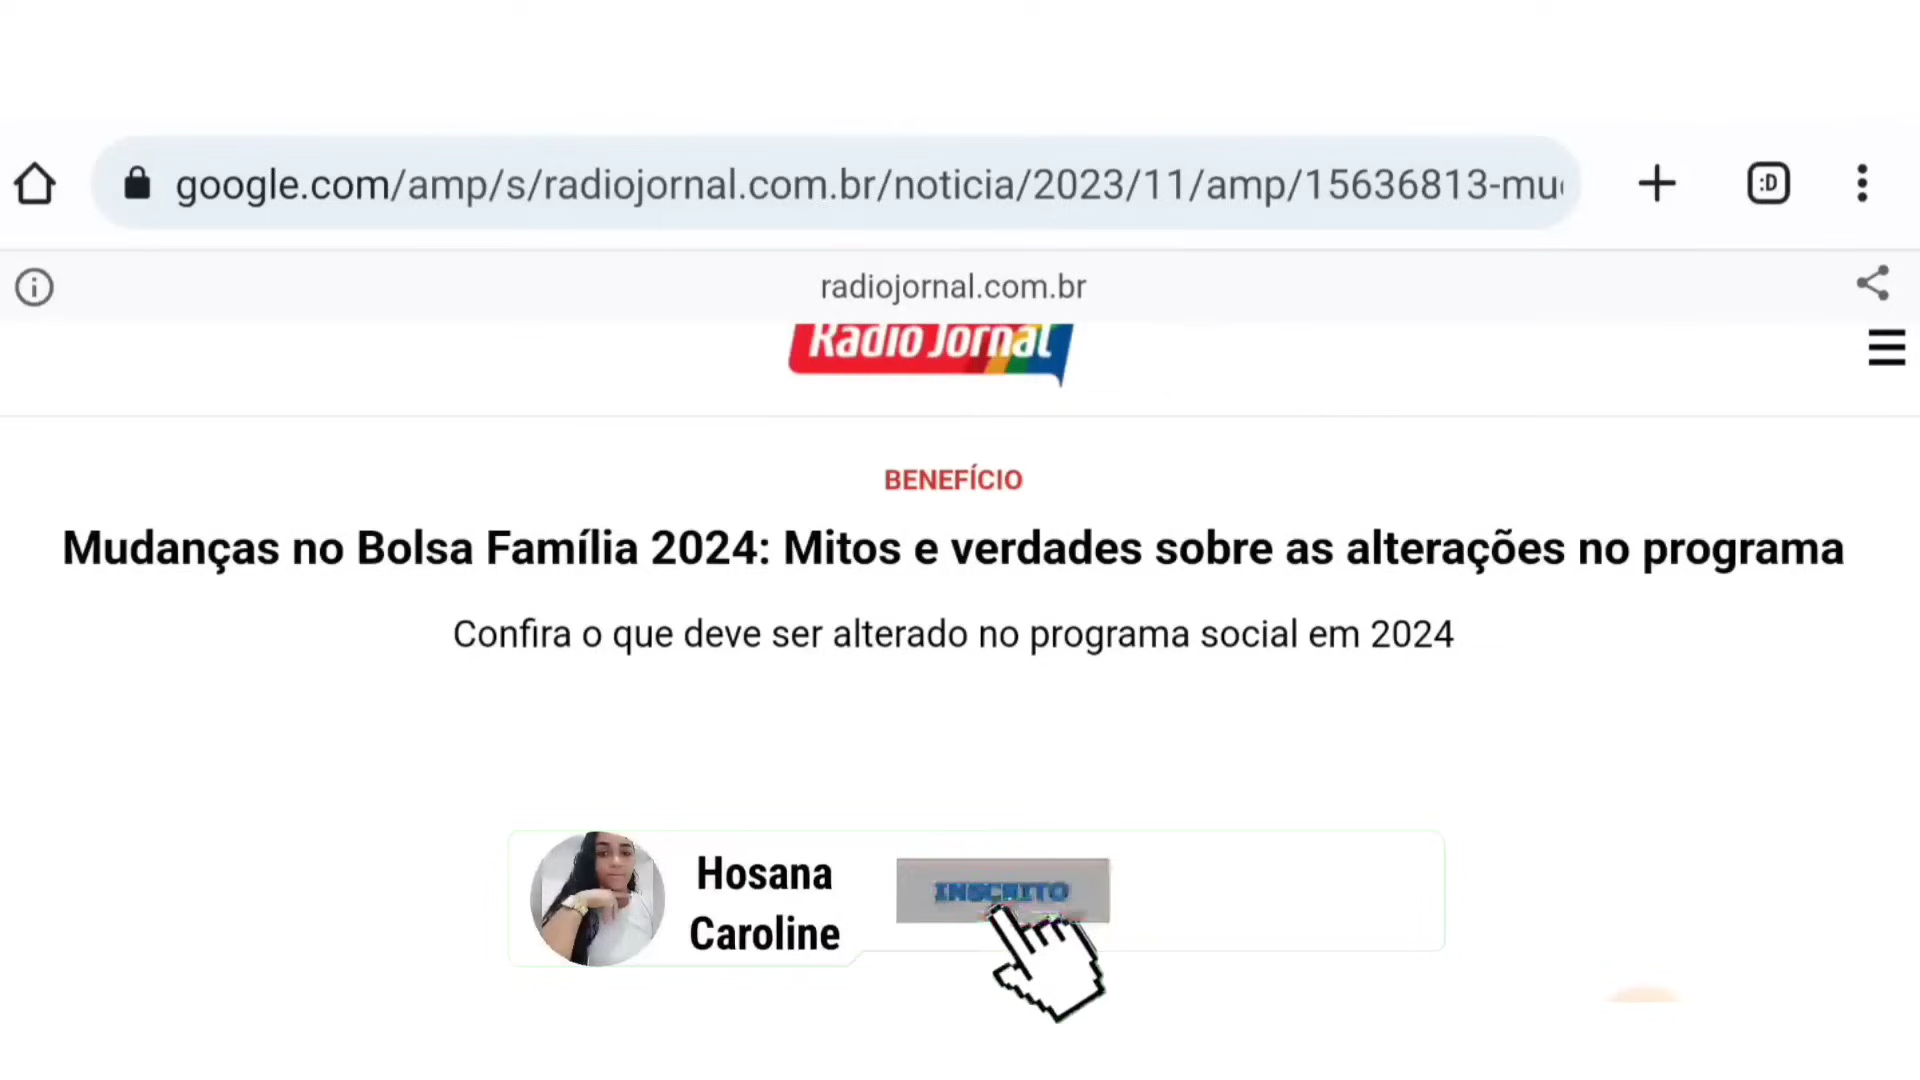 google.com/amp/s/radiojornal.com.br/noticia/2023/11/amp/15636813-mu
:D
radiojornal.com.br
Rádio Jornal
BENEFÍCIO
Mudanças no Bolsa Família 2024: Mitos e verdades sobre as alterações no programa
Confira o que deve ser alterado no programa social em 2024
Hosana
Caroline
INSCRITO